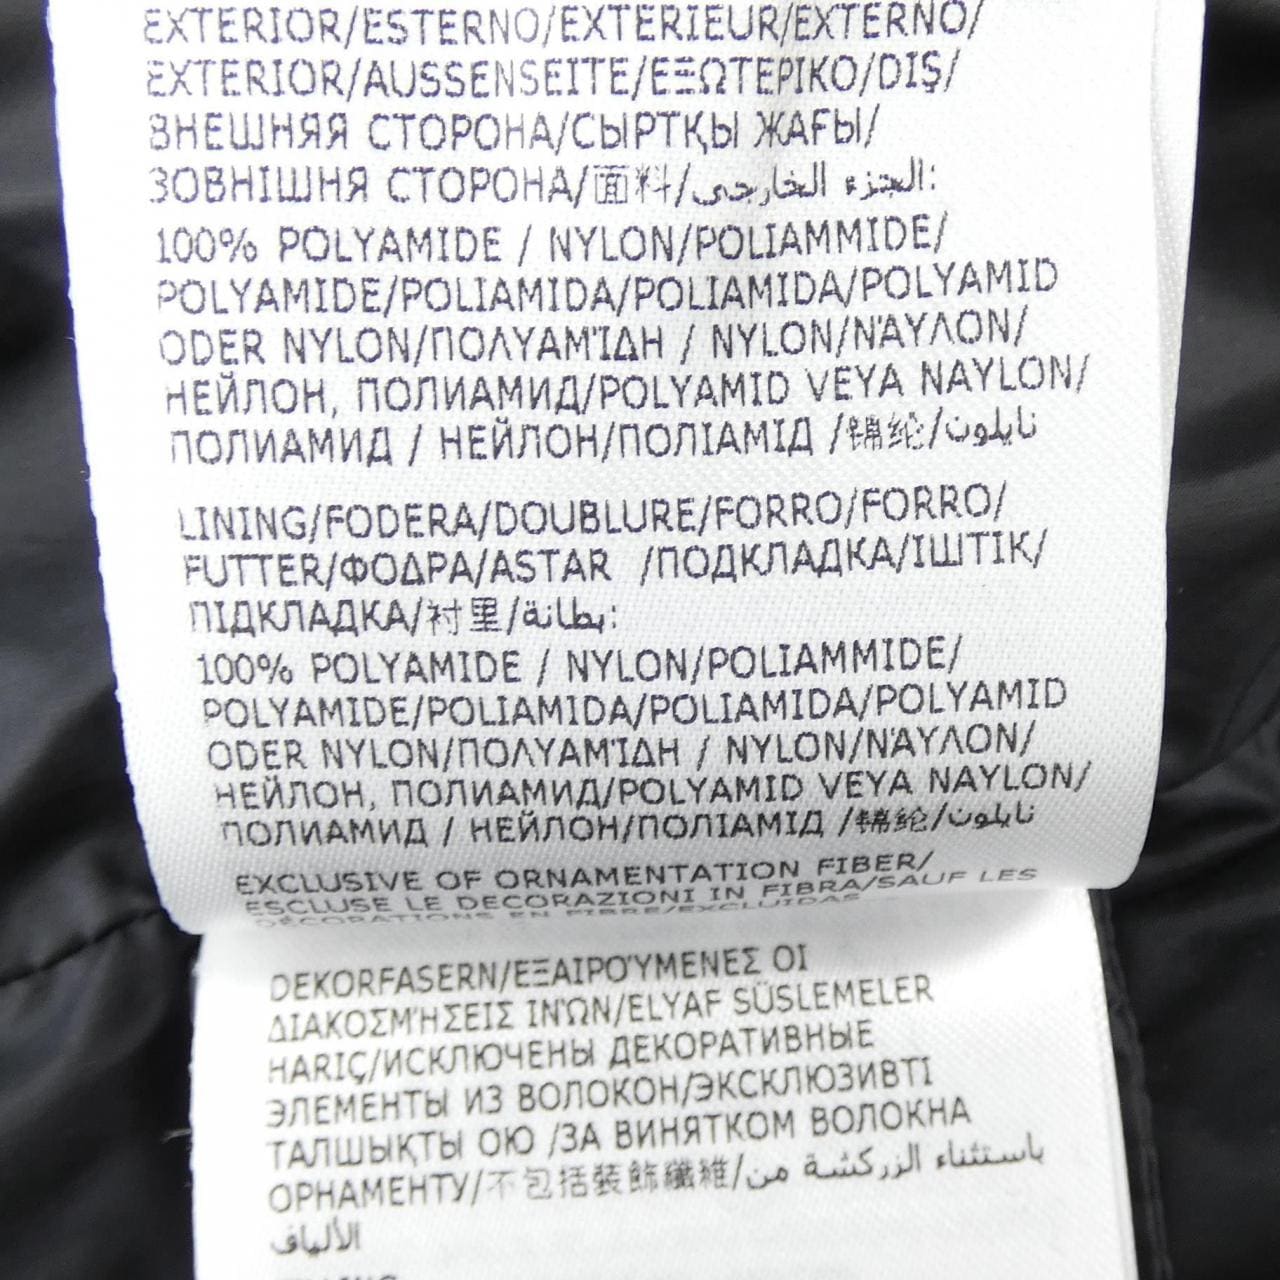 EXTERIOR/ESTERNO/EXTERIEUR/EXTERNO/
EXTERIOR/AUSSENSEITE/ΕΞΩΤΕΡΙΚΟ/DIŞ/
ВНЕШНЯЯ СТОРОНА/СЫРТҚЫ ЖАҒЫ/
ЗОВНІШНЯ СТОРОНА/面料/الجزء الخارجي:
100% POLYAMIDE / NYLON/POLIAMMIDE/
POLYAMIDE/POLIAMIDA/POLIAMIDA/POLYAMID
ODER NYLON/ΠΟΛΥΑΜΊΔΗ / NYLON/ΝΆΥΛΟΝ/
НЕЙЛОН, ПОЛИАМИД/POLYAMID VEYA NAYLON/
ПОЛИАМИД / НЕЙЛОН/ПОЛІАМІД /锦纶/نايلون
LINING/FODERA/DOUBLURE/FORRO/FORRO/
FUTTER/ΦΟΔΡΑ/ASTAR /ПОДКЛАДКА/ІШТІК/
ПІДКЛАДКА/衬里/بطانة:
100% POLYAMIDE / NYLON/POLIAMMIDE/
POLYAMIDE/POLIAMIDA/POLIAMIDA/POLYAMID
ODER NYLON/ΠΟΛΥΑΜΊΔΗ / NYLON/ΝΆΥΛΟΝ/
НЕЙЛОН, ПОЛИАМИД/POLYAMID VEYA NAYLON/
ПОЛИАМИД / НЕЙЛОН/ПОЛІАМІД /锦纶/نايلون
EXCLUSIVE OF ORNAMENTATION FIBER/
ESCLUSE LE DECORAZIONI IN FIBRA/SAUF LES
DÉCORATIONS EN FIBRE/EXCLUIDAS
DEKORFASERN/ΕΞΑΙΡΟΎΜΕΝΕΣ ΟΙ
ΔΙΑΚΟΣΜΉΣΕΙΣ ΙΝΏΝ/ELYAF SÜSLEMELER
HARIÇ/ИСКЛЮЧЕНЫ ДЕКОРАТИВНЫЕ
ЭЛЕМЕНТЫ ИЗ ВОЛОКОН/ЭКСКЛЮЗИВТІ
ТАЛШЫҚТЫ ОЮ /ЗА ВИНЯТКОМ ВОЛОКНА
ОРНАМЕНТУ/不包括裝飾纖維/باستثناء الزركشة من
الألياف